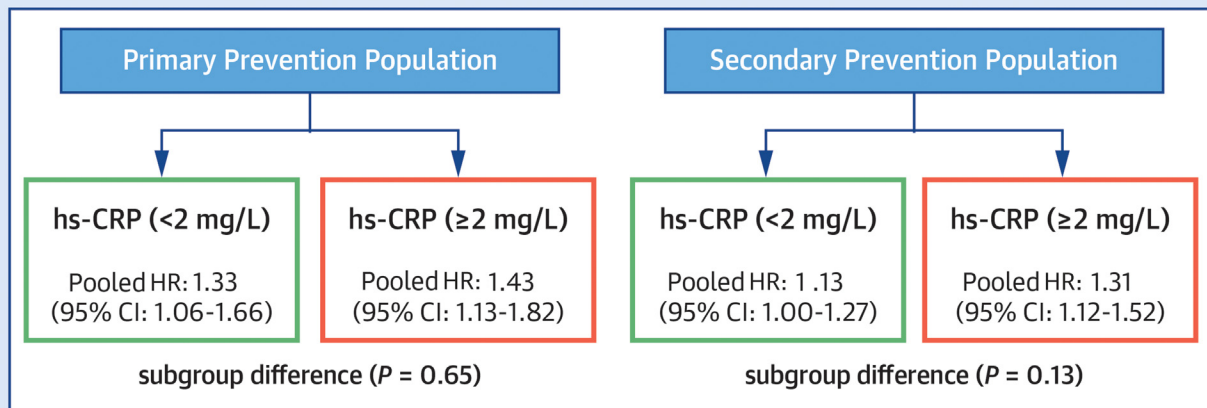 Primary Prevention Population
Secondary Prevention Population
hs-CRP (<2 mg/L)
Pooled HR: 1.33
(95% CI: 1.06-1.66)
hs-CRP (≥2 mg/L)
Pooled HR: 1.43
(95% CI: 1.13-1.82)
hs-CRP (<2 mg/L)
Pooled HR: 1 .13
(95% CI: 1.00-1.27)
hs-CRP (≥2 mg/L)
Pooled HR: 1.31
(95% CI: 1.12-1.52)
subgroup difference (P = 0.65)
subgroup difference (P = 0.13)